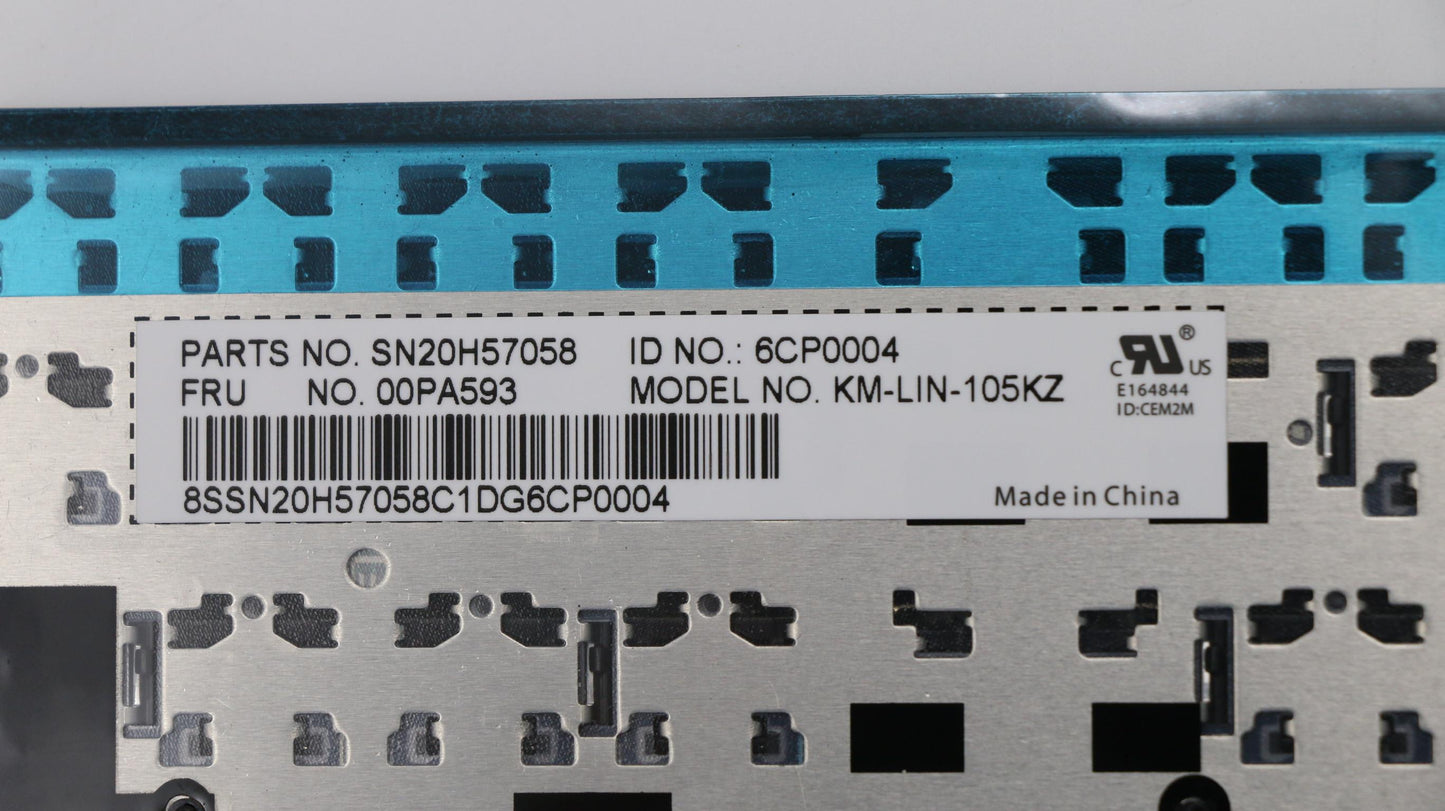 PARTS NO. SN20H57058 ID NO.: 6CP0004
FRU NO. 00PA593 MODEL NO. KM-LIN-105KZ
8SSN20H57058C1DG6CP0004
Made in China
C RU ® US
E164844
ID:CEM2M